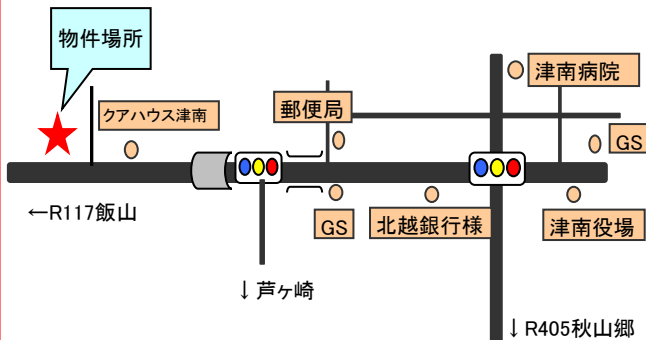 物件場所
津南病院
クアハウス津南
郵便局
GS
←R117飯山
GS
北越銀行様
津南役場
↓芦ヶ崎
↓R405秋山郷